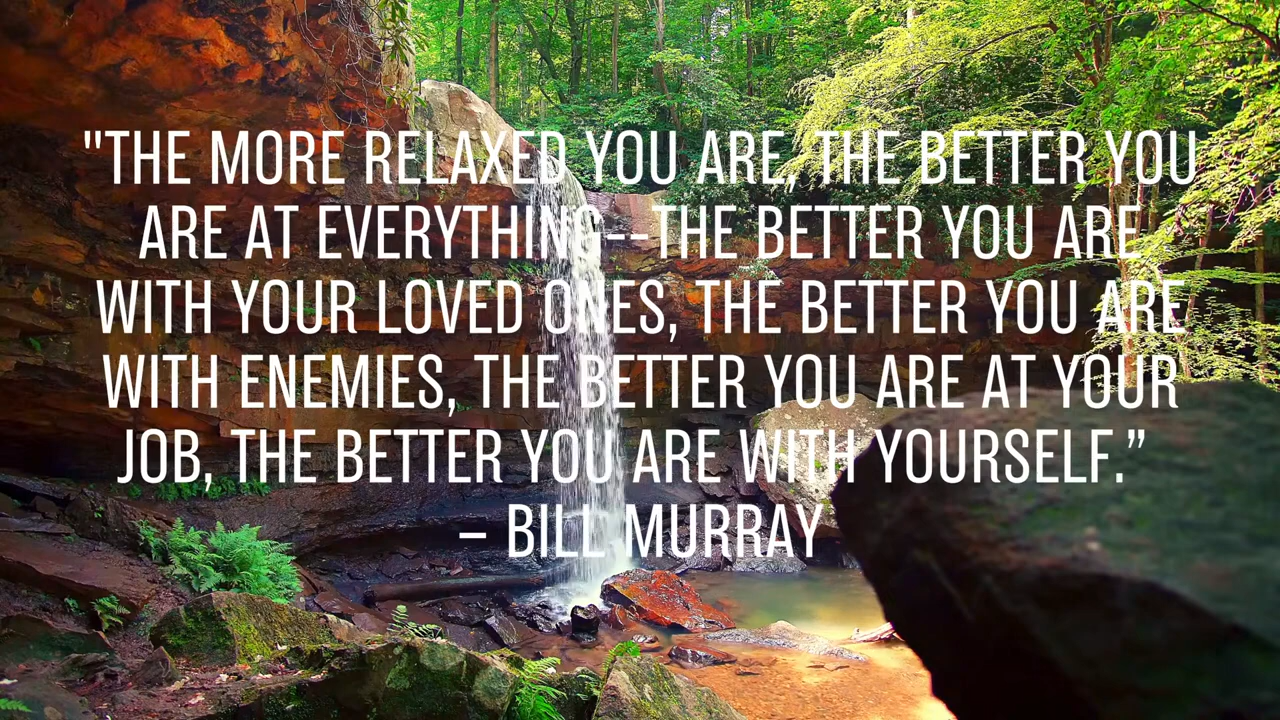 "THE MORE RELAXED YOU ARE, THE BETTER YOU
ARE AT EVERYTHING--THE BETTER YOU ARE
WITH YOUR LOVED ONES, THE BETTER YOU ARE
WITH ENEMIES, THE BETTER YOU ARE AT YOUR
JOB, THE BETTER YOU ARE WITH YOURSELF.”
– BILL MURRAY